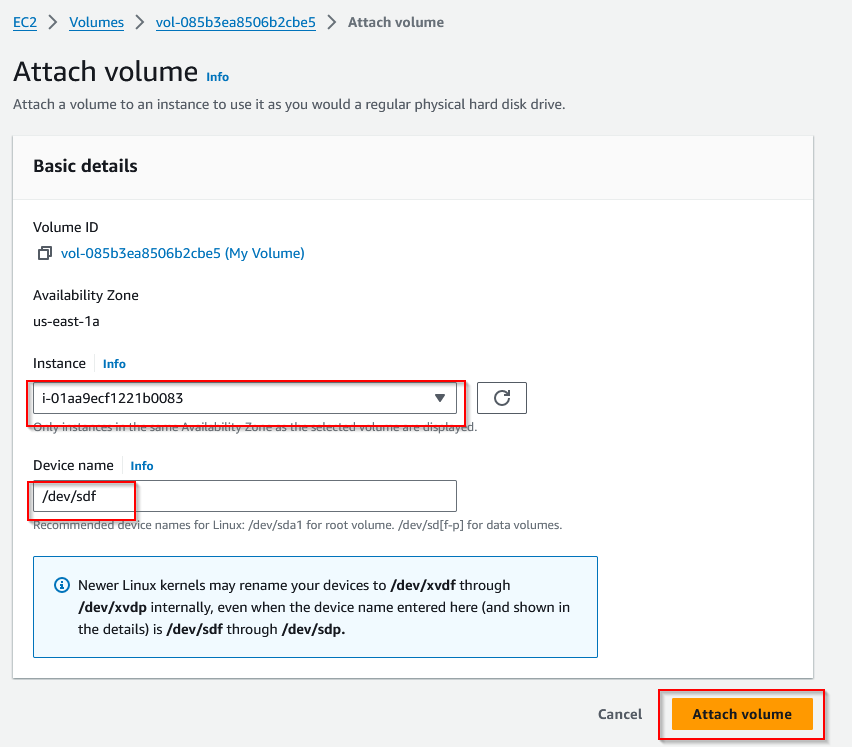 EC2 > Volumes > vol-085b3ea8506b2cbe5 > Attach volume
Attach volume Info
Attach a volume to an instance to use it as you would a regular physical hard disk drive.
Basic details
Volume ID
vol-085b3ea8506b2cbe5 (My Volume)
Availability Zone
us-east-1a
Instance Info
i-01aa9ecf1221b0083
Only instances in the same Availability Zone as the selected volume are displayed.
Device name Info
/dev/sdf
Recommended device names for Linux: /dev/sda1 for root volume. /dev/sd[f-p] for data volumes.
Newer Linux kernels may rename your devices to /dev/xvdf through
/dev/xvdp internally, even when the device name entered here (and shown in
the details) is /dev/sdf through /dev/sdp.
Cancel Attach volume